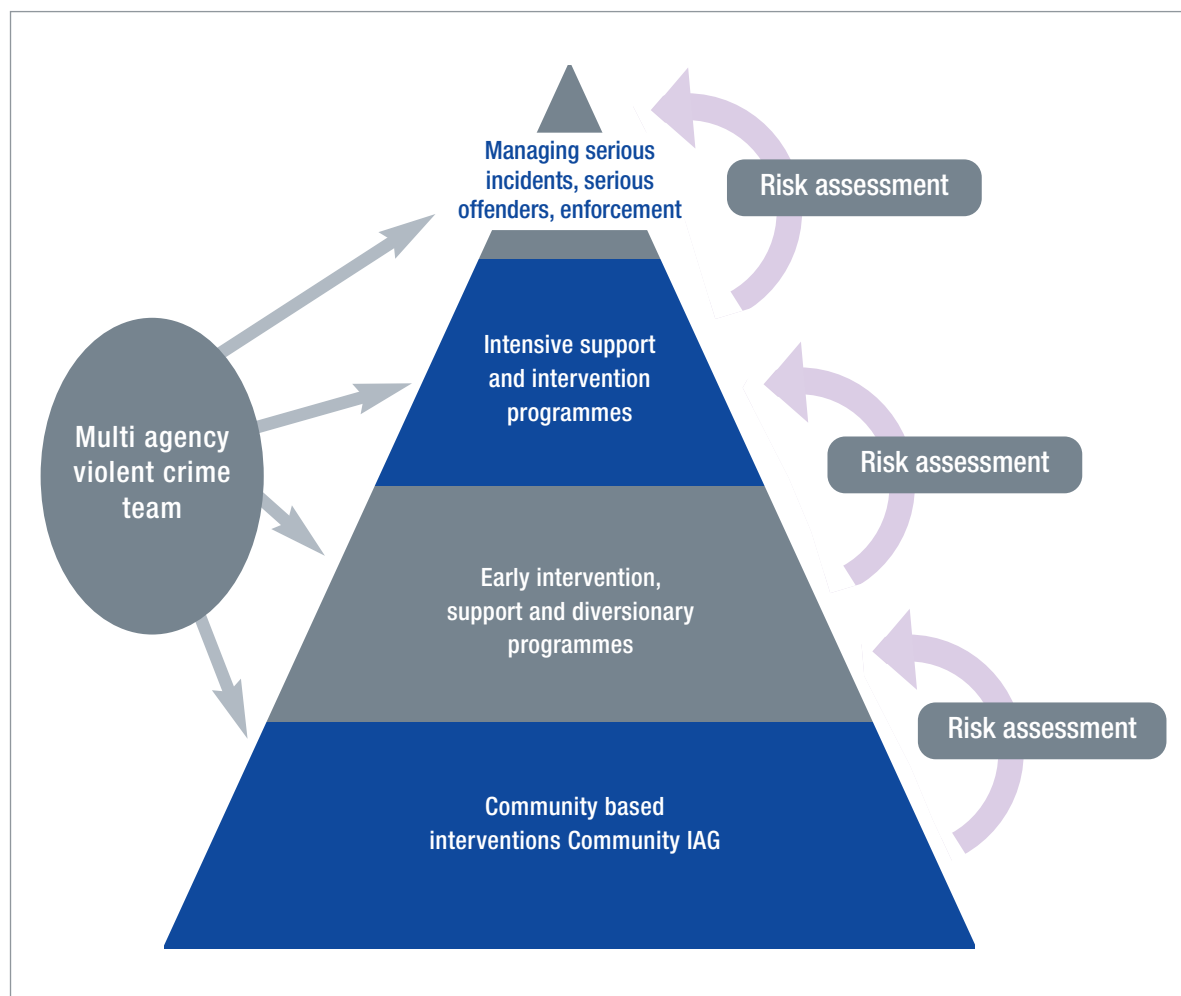 Managing serious
incidents, serious
offenders, enforcement
Risk assessment
Intensive support
and intervention
programmes
Multi agency
violent crime
team
Risk assessment
Early intervention,
support and diversionary
programmes
Risk assessment
Community based
interventions Community IAG